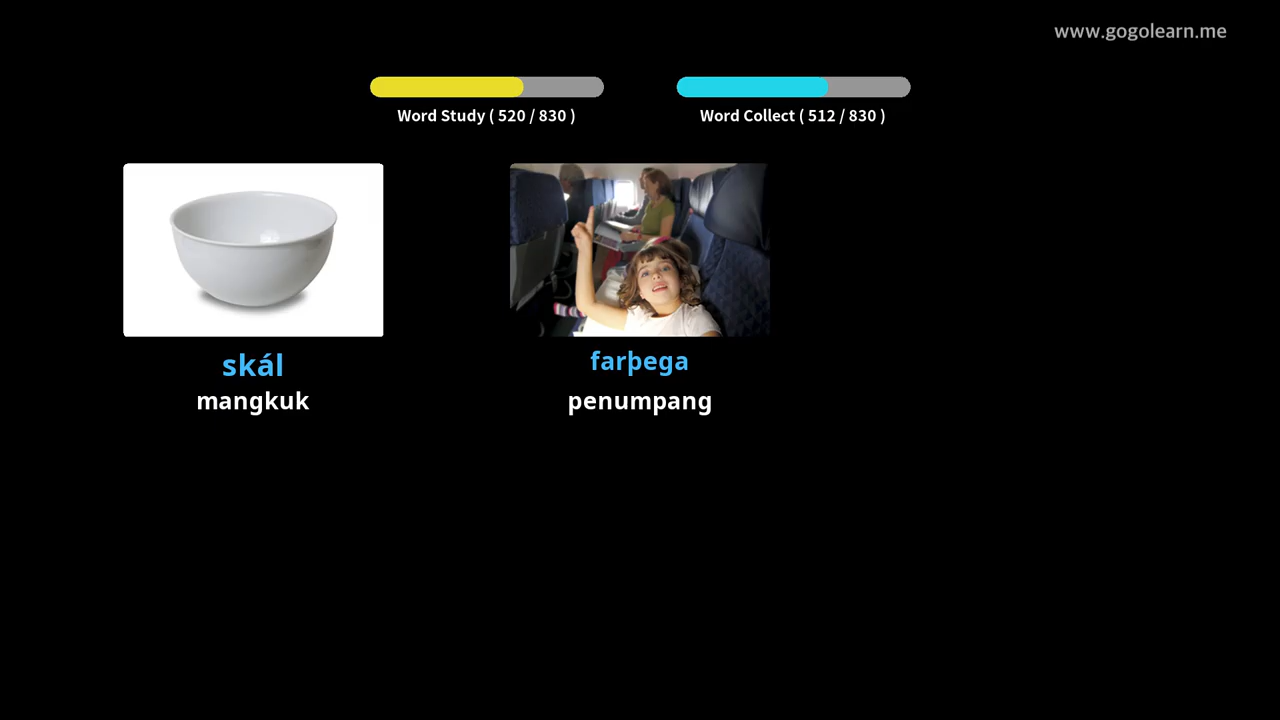 www.gogolearn.me
Word Study ( 520 / 830 )
Word Collect ( 512 / 830 )
skál
mangkuk
farþega
penumpang